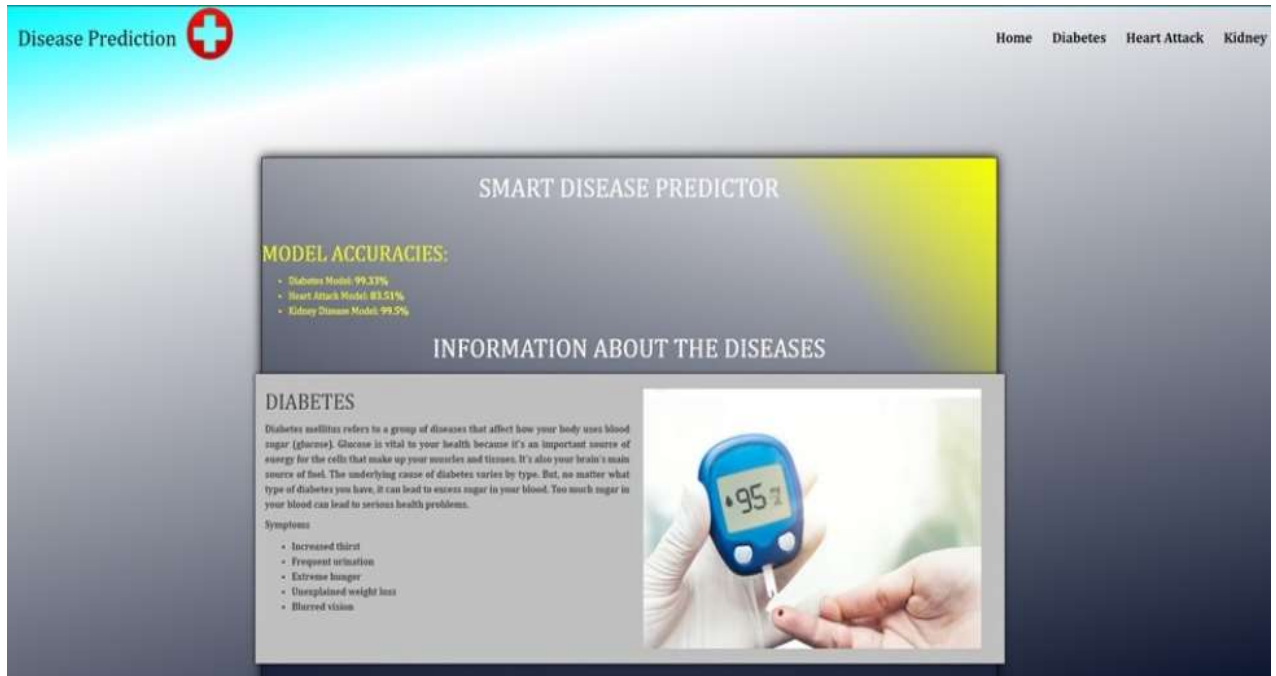 Disease Prediction
Home Diabetes Heart Attack Kidney
SMART DISEASE PREDICTOR
MODEL ACCURACIES:
Diabetes Model: 99.33%
Heart Attack Model: 83.51%
Kidney Disease Model: 99.5%
INFORMATION ABOUT THE DISEASES
DIABETES
Diabetes mellitus refers to a group of diseases that affect how your body uses blood
sugar (glucose). Glucose is vital to your health because it's an important source of
energy for the cells that make up your muscles and tissues. It's also your brain's main
source of fuel. The underlying cause of diabetes varies by type. But, no matter what
type of diabetes you have, it can lead to excess sugar in your blood. Too much sugar in
your blood can lead to serious health problems.
Symptoms
Increased thirst
Frequent urination
Extreme hunger
Unexplained weight loss
Blurred vision
95